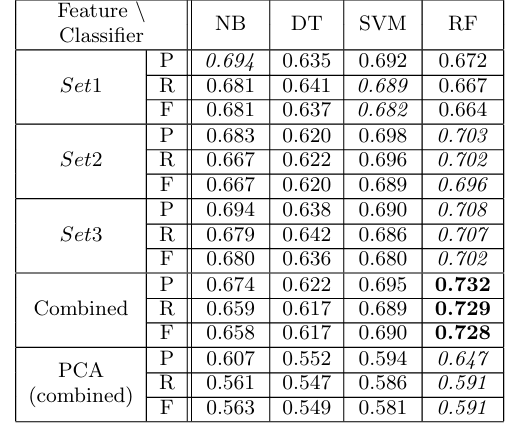 Feature \ Classifier NB DT SVM RF
Set1 P 0.694 0.635 0.692 0.672
R 0.681 0.641 0.689 0.667
F 0.681 0.637 0.682 0.664
Set2 P 0.683 0.620 0.698 0.703
R 0.667 0.622 0.696 0.702
F 0.667 0.620 0.689 0.696
Set3 P 0.694 0.638 0.690 0.708
R 0.679 0.642 0.686 0.707
F 0.680 0.636 0.680 0.702
Combined P 0.674 0.622 0.695 0.732
R 0.659 0.617 0.689 0.729
F 0.658 0.617 0.690 0.728
PCA (combined) P 0.607 0.552 0.594 0.647
R 0.561 0.547 0.586 0.591
F 0.563 0.549 0.581 0.591